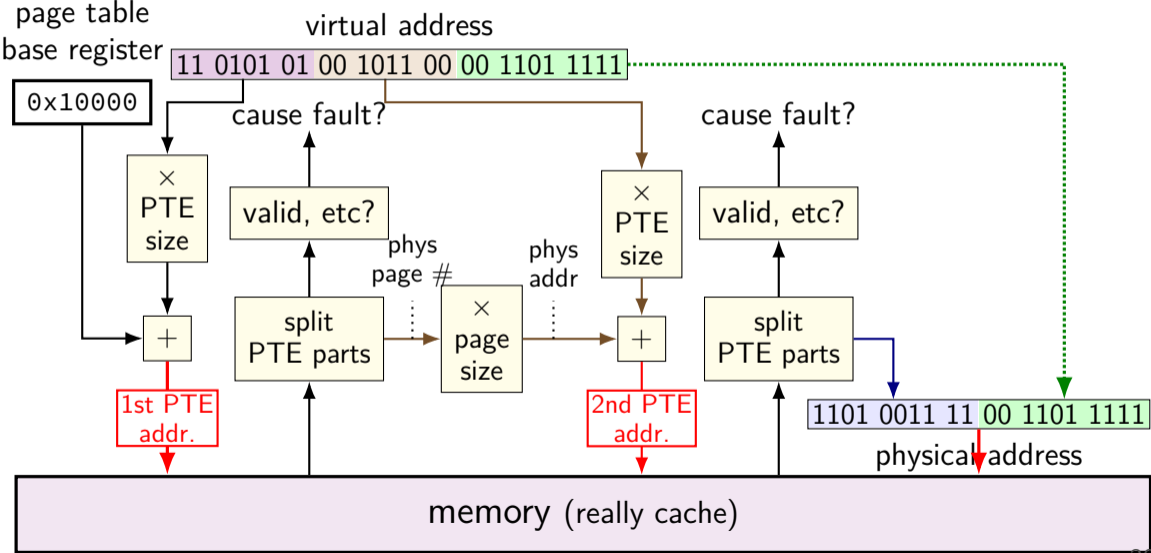 page table
base register
virtual address
11 0101 01 00 1011 00 00 1101 1111
0x10000
cause fault?
cause fault?
×
PTE
size
valid, etc?
×
PTE
size
valid, etc?
phys
page #
phys
addr
+
split
PTE parts
×
page
size
+
split
PTE parts
1st PTE
addr.
2nd PTE
addr.
1101 0011 11 00 1101 1111
physical address
memory (really cache)